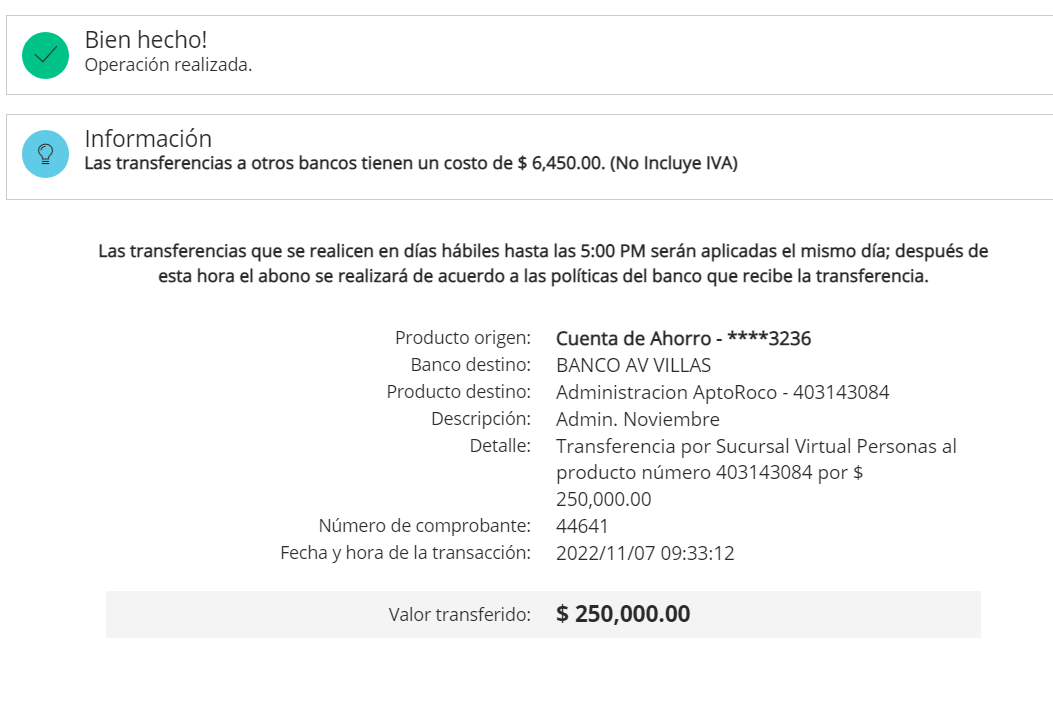 Bien hecho!
Operación realizada.
Información
Las transferencias a otros bancos tienen un costo de $ 6,450.00. (No Incluye IVA)
Las transferencias que se realicen en días hábiles hasta las 5:00 PM serán aplicadas el mismo día; después de
esta hora el abono se realizará de acuerdo a las políticas del banco que recibe la transferencia.
Producto origen: Cuenta de Ahorro - ****3236
Banco destino: BANCO AV VILLAS
Producto destino: Administracion AptoRoco - 403143084
Descripción: Admin. Noviembre
Detalle: Transferencia por Sucursal Virtual Personas al
producto número 403143084 por $
250,000.00
Número de comprobante: 44641
Fecha y hora de la transacción: 2022/11/07 09:33:12
Valor transferido: $ 250,000.00